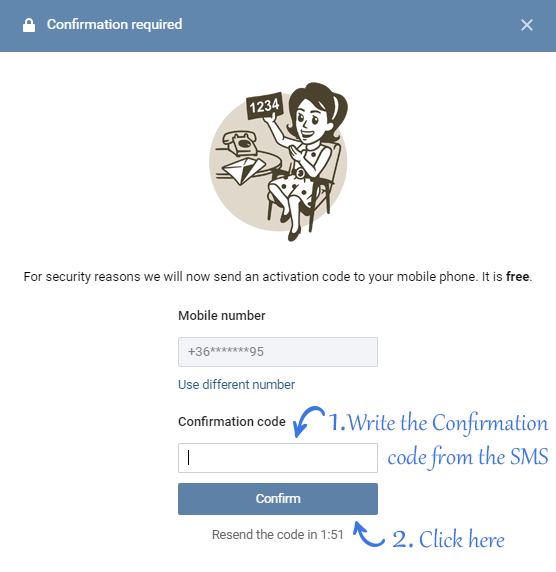 Confirmation required
1234
For security reasons we will now send an activation code to your mobile phone. It is free.
Mobile number
+36*******95
Use different number
Confirmation code
1.Write the Confirmation
code from the SMS
Confirm
Resend the code in 1:51
2. Click here